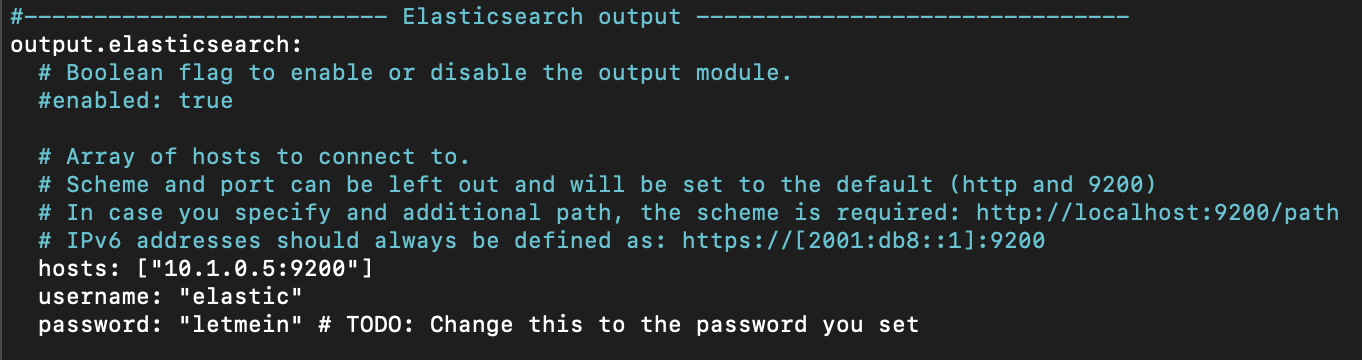 #-------------------------- Elasticsearch output -------------------------------
output.elasticsearch:
  # Boolean flag to enable or disable the output module.
  #enabled: true

  # Array of hosts to connect to.
  # Scheme and port can be left out and will be set to the default (http and 9200)
  # In case you specify and additional path, the scheme is required: http://localhost:9200/path
  # IPv6 addresses should always be defined as: https://[2001:db8::1]:9200
  hosts: ["10.1.0.5:9200"]
  username: "elastic"
  password: "letmein" # TODO: Change this to the password you set